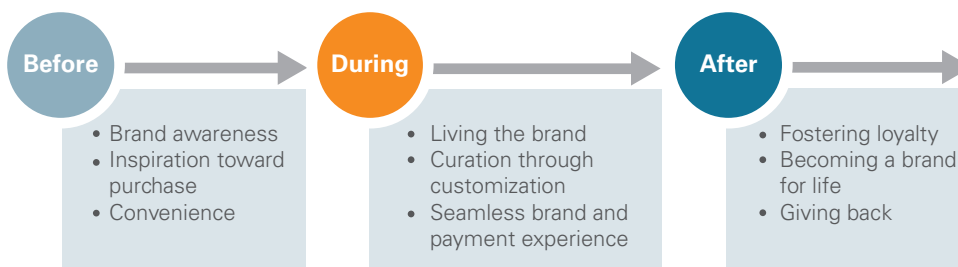 Before
• Brand awareness
• Inspiration toward
purchase
• Convenience
During
• Living the brand
• Curation through
customization
• Seamless brand and
payment experience
After
• Fostering loyalty
• Becoming a brand
for life
• Giving back